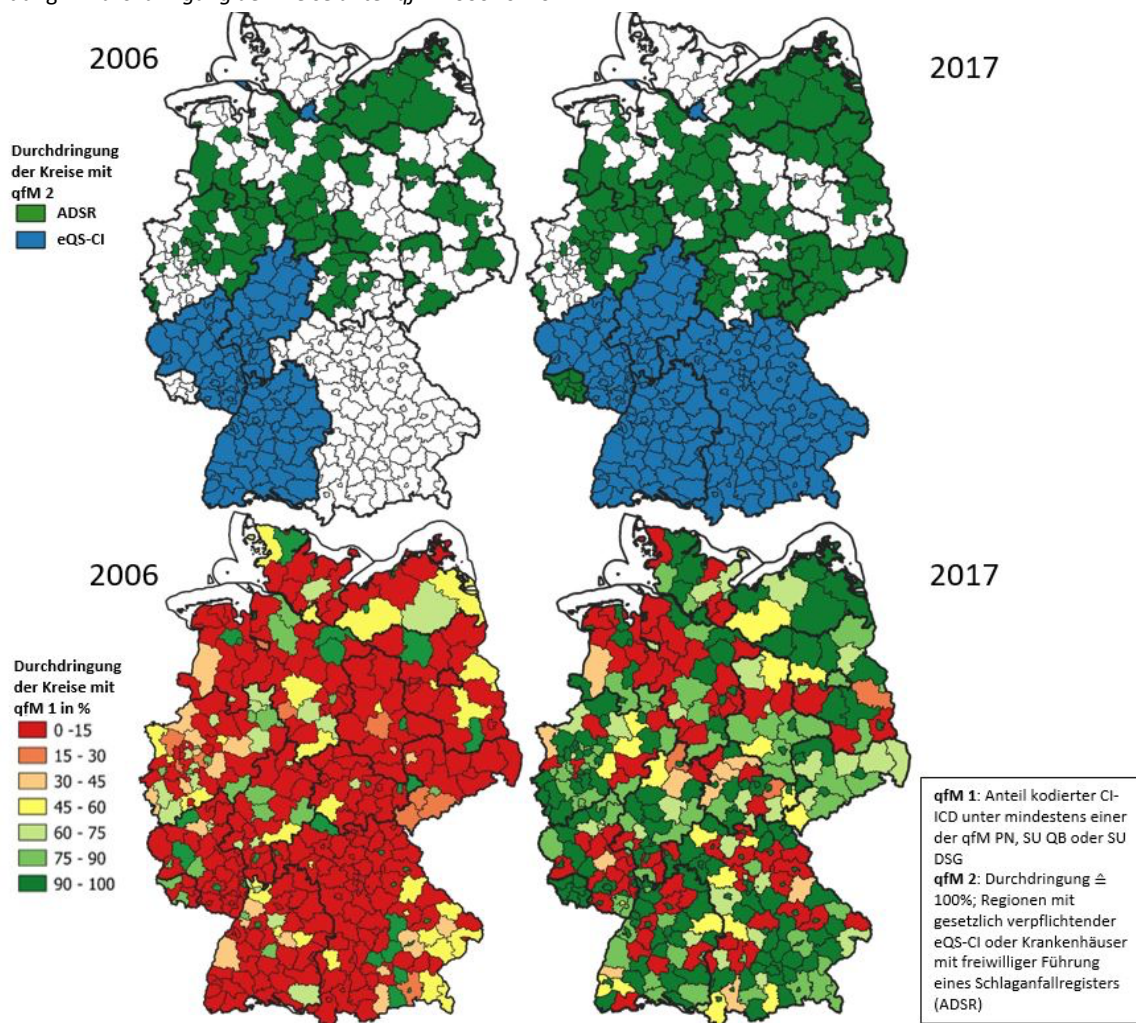 2006
2017
Durchdringung
der Kreise mit
qfM 2
ADSR
eQS-CI
2006
2017
Durchdringung
der Kreise mit
qfM 1 in %
0 -15
15 - 30
30 - 45
45 - 60
60 - 75
75 - 90
90 - 100
qfM 1: Anteil kodierter CI-
ICD unter mindestens einer
der qfM PN, SU QB oder SU
DSG
qfM 2: Durchdringung ≙
100%; Regionen mit
gesetzlich verpflichtender
eQS-CI oder Krankenhäuser
mit freiwilliger Führung
eines Schlaganfallregisters
(ADSR)